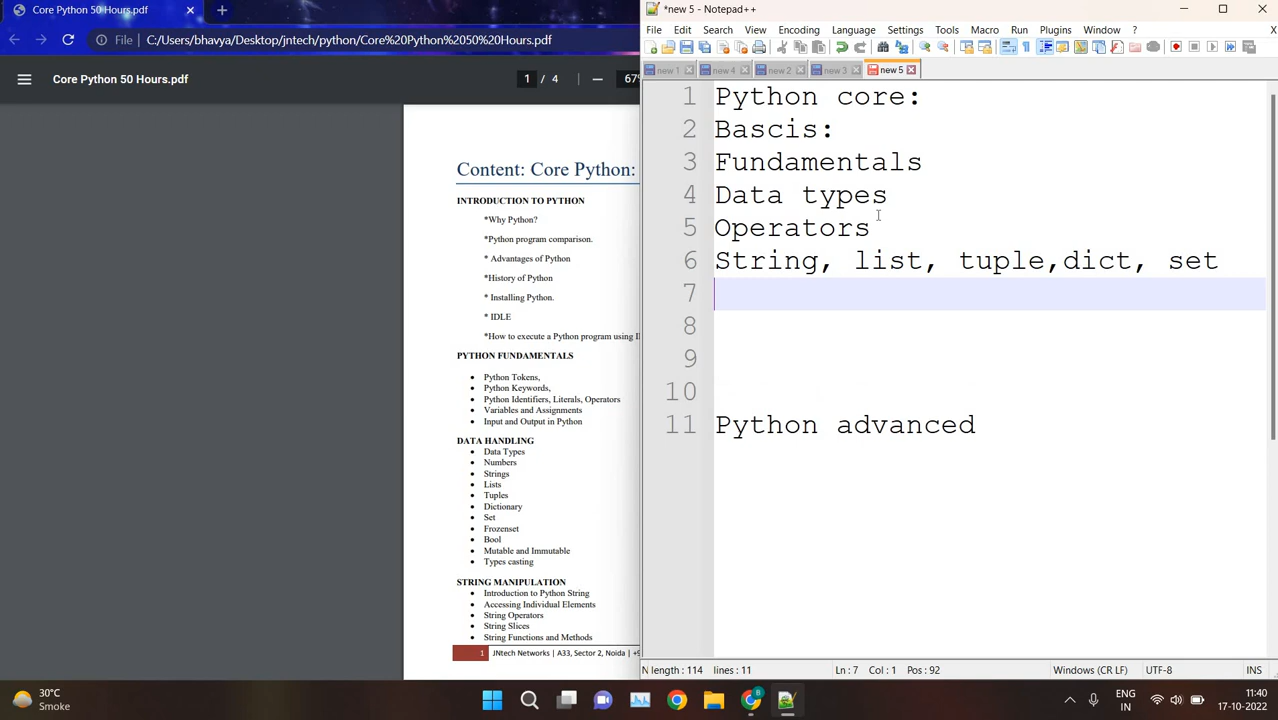 Core Python 50 Hours.pdf
File C:/Users/bhavya/Desktop/jntech/python/Core%20Python%2050%20Hours.pdf
Core Python 50 Hours.pdf
1 / 4
67%
Content: Core Python:
INTRODUCTION TO PYTHON
*Why Python?
*Python program comparison.
* Advantages of Python
*History of Python
* Installing Python.
* IDLE
*How to execute a Python program using
PYTHON FUNDAMENTALS
• Python Tokens,
• Python Keywords,
• Python Identifiers, Literals, Operators
• Variables and Assignments
• Input and Output in Python
DATA HANDLING
• Data Types
• Numbers
• Strings
• Lists
• Tuples
• Dictionary
• Set
• Frozenset
• Bool
• Mutable and Immutable
• Types casting
STRING MANIPULATION
• Introduction to Python String
• Accessing Individual Elements
• String Operators
• String Slices
• String Functions and Methods
1 JNtech Networks | A33, Sector 2, Noida | +9
*new 5 - Notepad++
File Edit Search View Encoding Language Settings Tools Macro Run Plugins Window ?
new 1 new 4 new 2 new 3 new 5
1 Python core:
2 Bascis:
3 Fundamentals
4 Data types
5 Operators
6 String, list, tuple,dict, set
7
8
9
10
11 Python advanced
N length : 114 lines : 11 Ln : 7 Col : 1 Pos : 92 Windows (CR LF) UTF-8 INS
30°C
Smoke
ENG
IN
11:40
17-10-2022